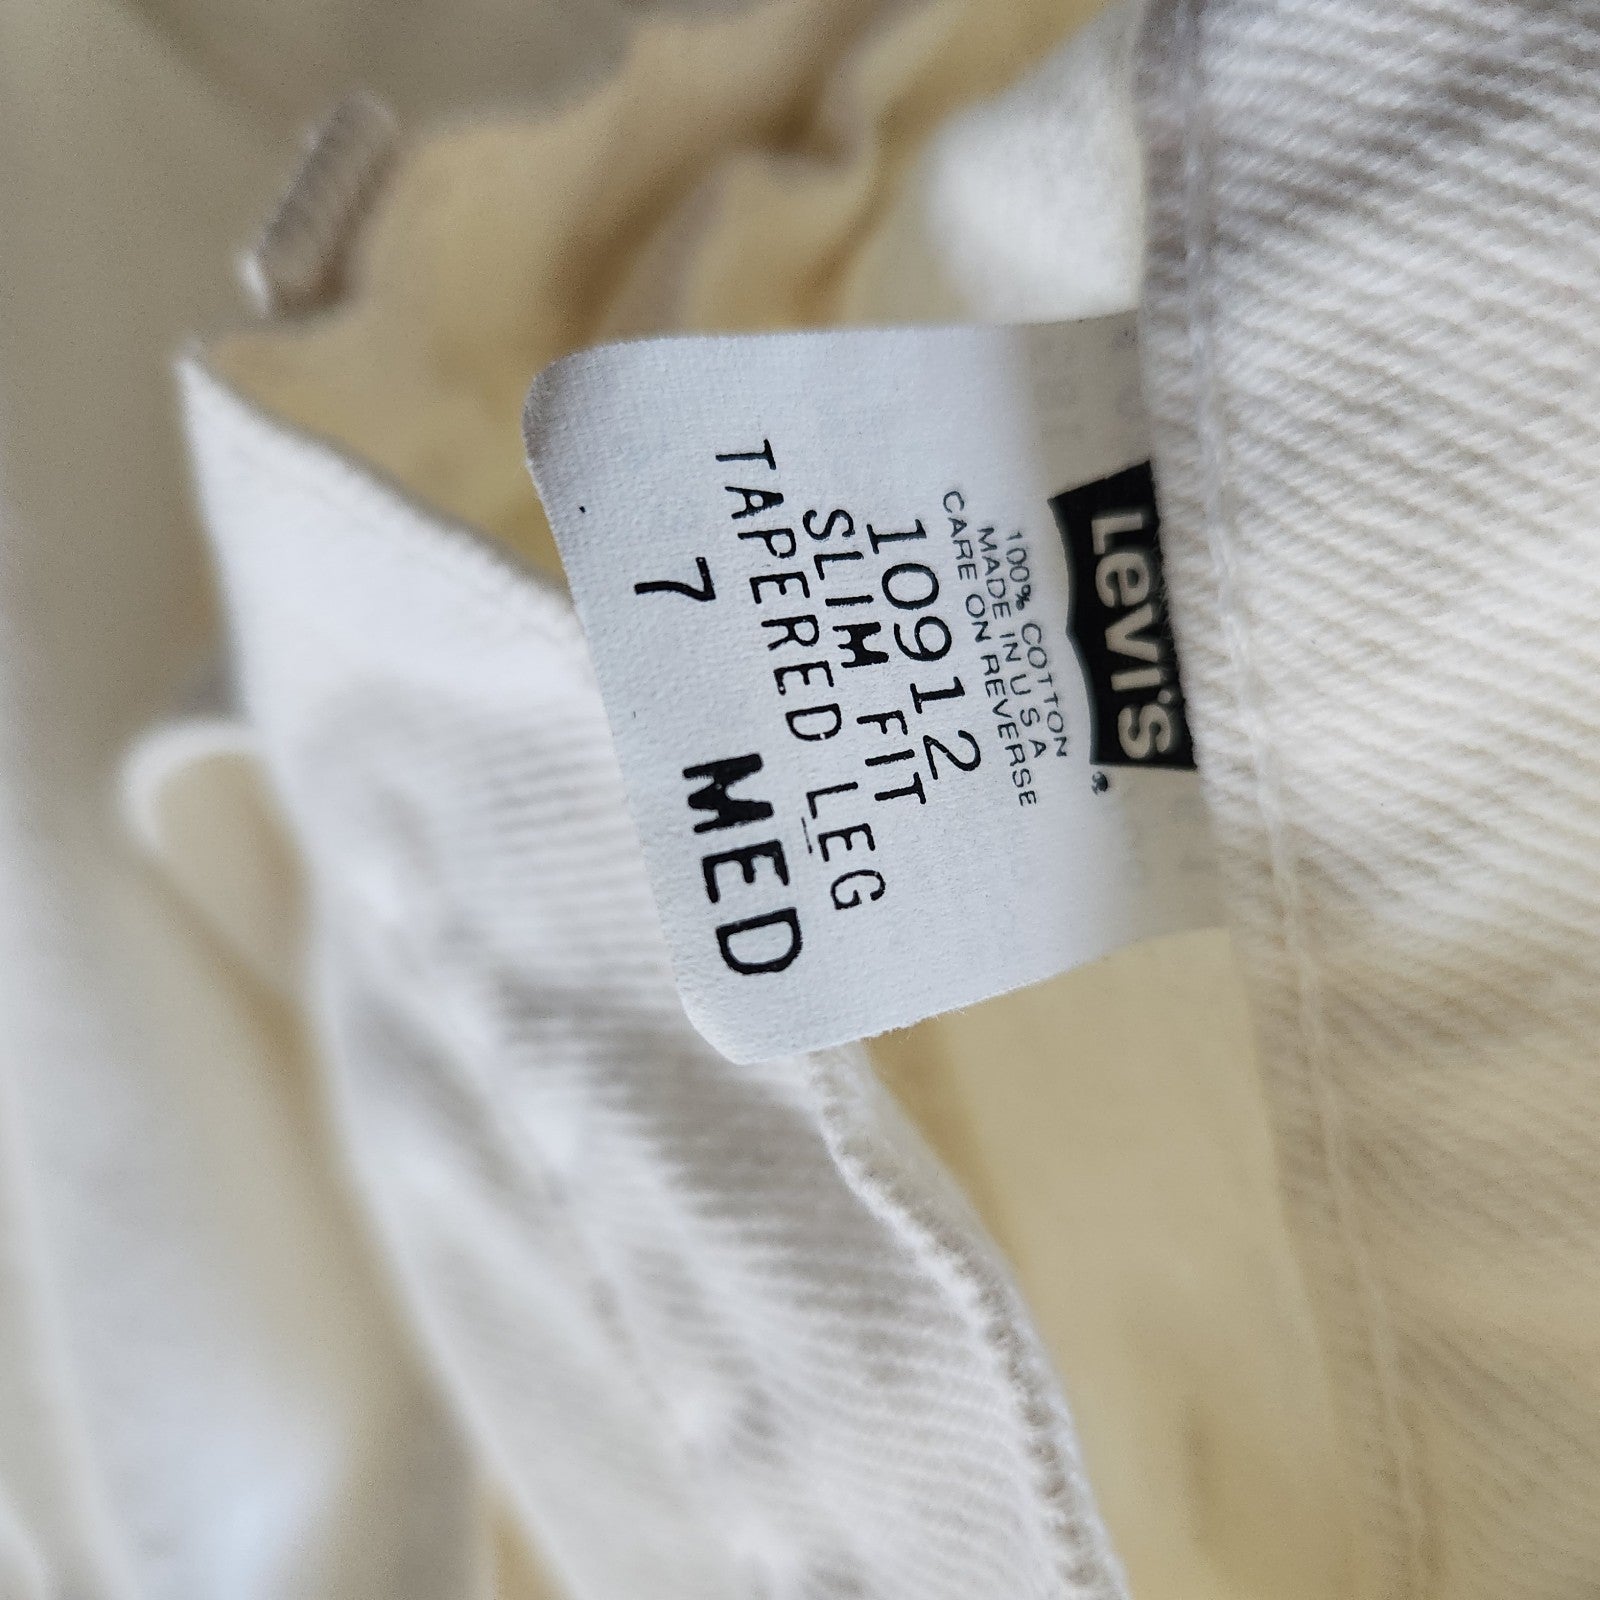 Levi's
®
100% COTTON
MADE IN U S A
CARE ON REVERSE
10912
SLIM FIT
TAPERED LEG
7 MED